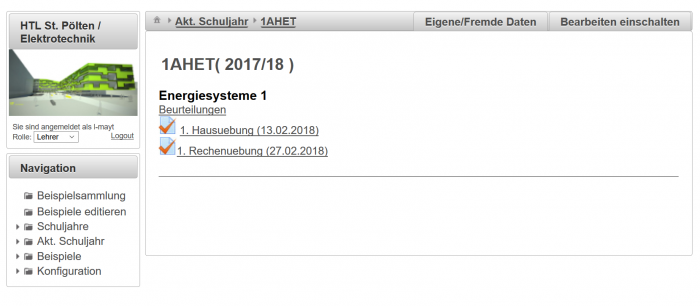 HTL St. Pölten /
Elektrotechnik
Sie sind angemeldet als l-mayt
Rolle: Lehrer Logout
Navigation
Beispielsammlung
Beispiele editieren
Schuljahre
Akt. Schuljahr
Beispiele
Konfiguration
Akt. Schuljahr 1AHET Eigene/Fremde Daten Bearbeiten einschalten
1AHET( 2017/18 )
Energiesysteme 1
Beurteilungen
1. Hausuebung (13.02.2018)
1. Rechenuebung (27.02.2018)